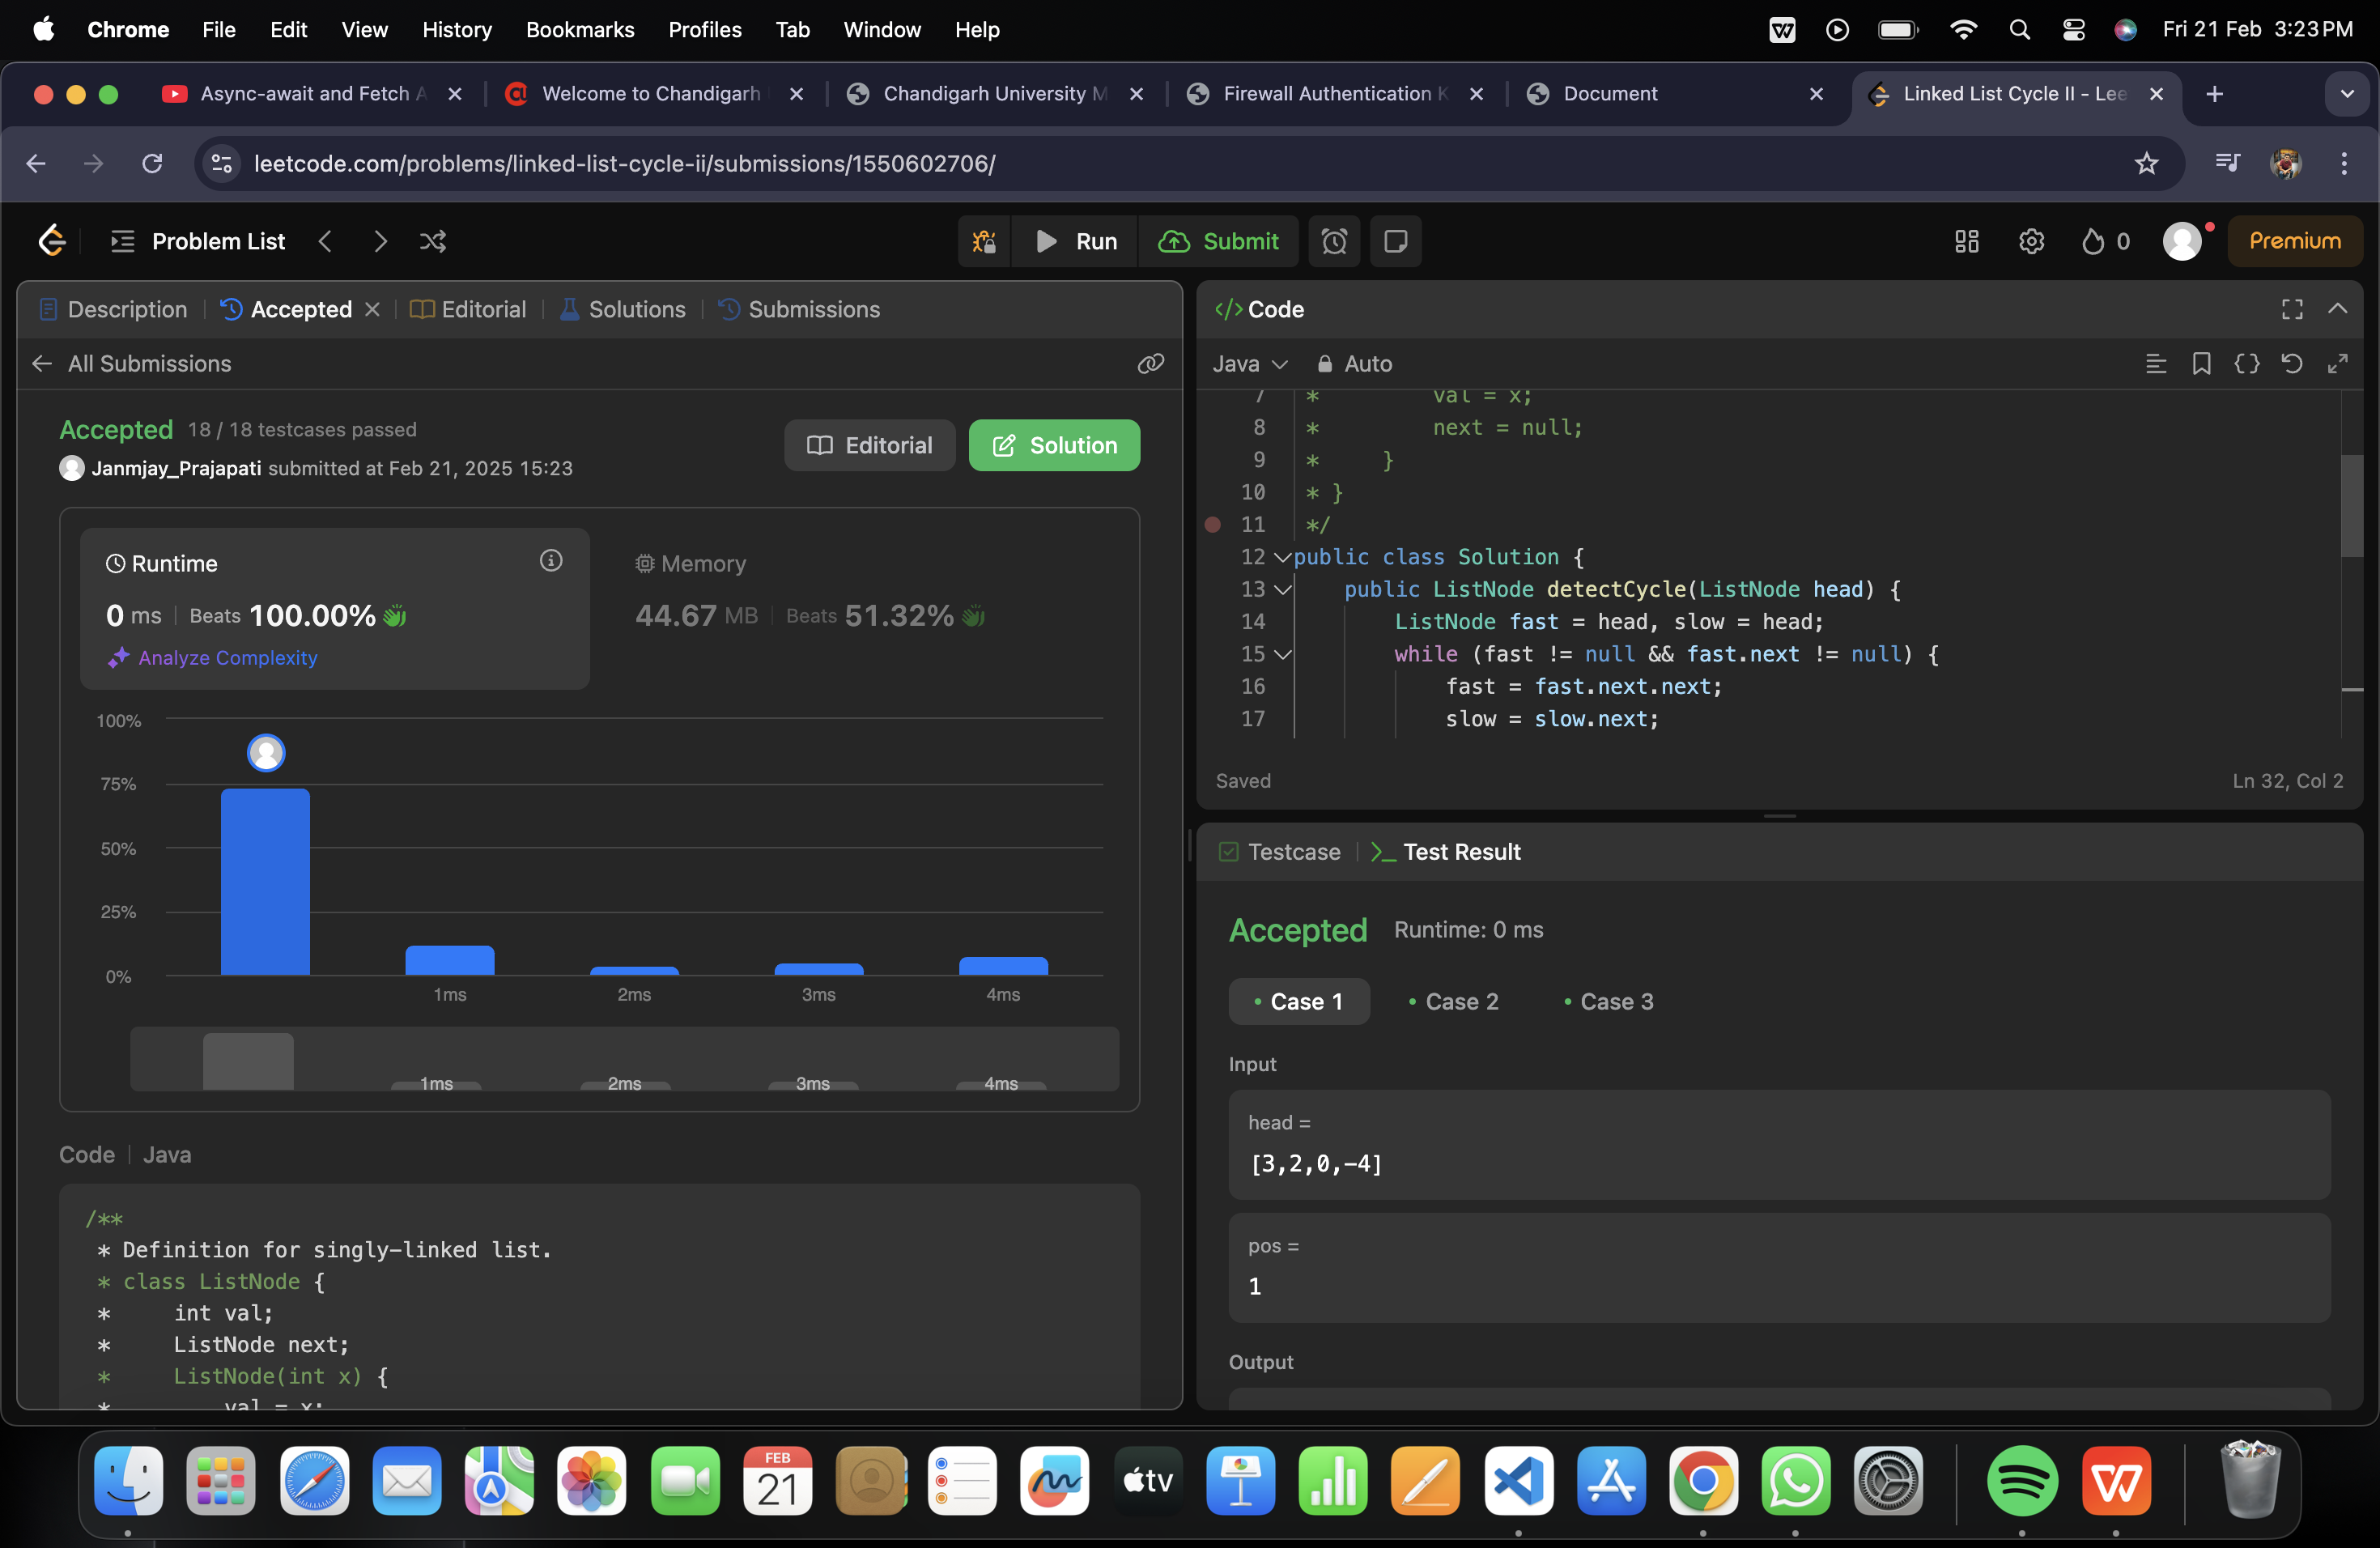 Chrome File Edit View History Bookmarks Profiles Tab Window Help Fri 21 Feb 3:23 PM
Async-await and Fetch A Welcome to Chandigarh Chandigarh University M Firewall Authentication K Document Linked List Cycle II - Lee
leetcode.com/problems/linked-list-cycle-ii/submissions/1550602706/
Problem List Run Submit 0 Premium
Description Accepted Editorial Solutions Submissions
All Submissions
Accepted 18 / 18 testcases passed
Janmjay_Prajapati submitted at Feb 21, 2025 15:23
Editorial Solution
Runtime
0 ms Beats 100.00%
Analyze Complexity
Memory
44.67 MB Beats 51.32%
100%
75%
50%
25%
0%
1ms 2ms 3ms 4ms
1ms 2ms 3ms 4ms
Code Java
/**
* Definition for singly-linked list.
* class ListNode {
*     int val;
*     ListNode next;
*     ListNode(int x) {
*         val = x;
</> Code
Java Auto
7 *         val = x;
8 *         next = null;
9 *     }
10 * }
11 */
12 public class Solution {
13     public ListNode detectCycle(ListNode head) {
14         ListNode fast = head, slow = head;
15         while (fast != null && fast.next != null) {
16             fast = fast.next.next;
17             slow = slow.next;
Saved Ln 32, Col 2
Testcase >_ Test Result
Accepted Runtime: 0 ms
Case 1 Case 2 Case 3
Input
head =
[3,2,0,-4]
pos =
1
Output
FEB
21
tv